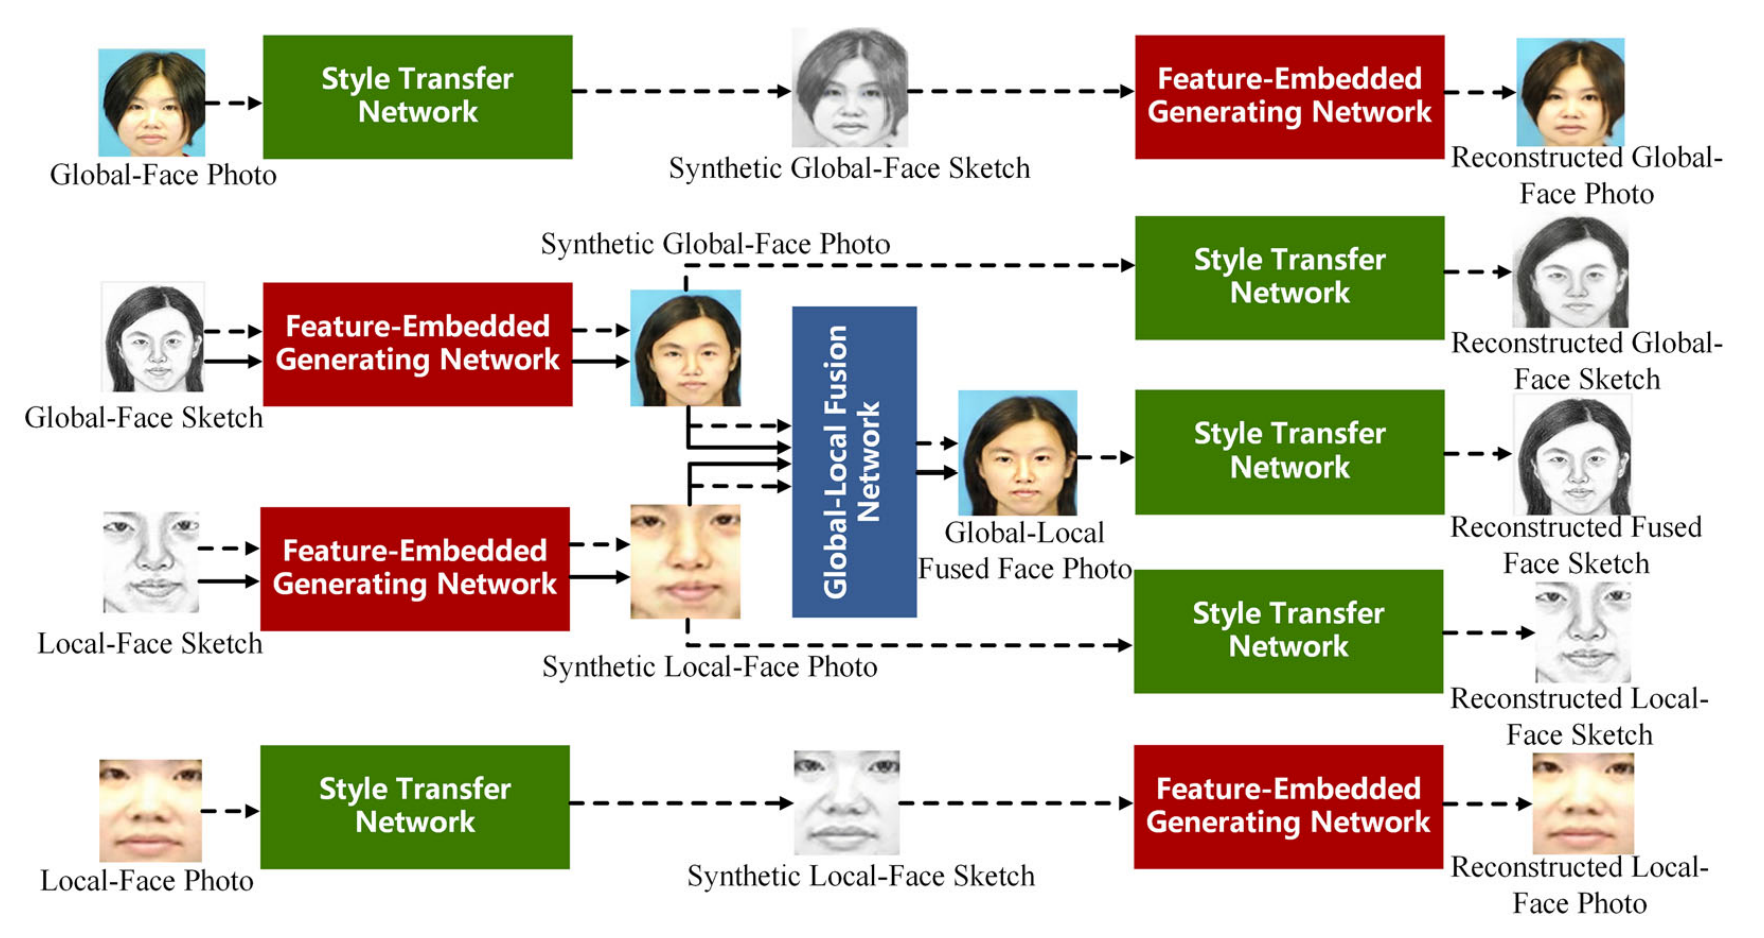 Style Transfer
Network
Feature-Embedded
Generating Network
Global-Face Photo
Synthetic Global-Face Sketch
Reconstructed Global-
Face Photo
Synthetic Global-Face Photo
Style Transfer
Network
Feature-Embedded
Generating Network
Global-Face Sketch
Reconstructed Global-
Face Sketch
Global-Local Fusion
Network
Style Transfer
Network
Global-Local
Fused Face Photo
Reconstructed Fused
Face Sketch
Feature-Embedded
Generating Network
Local-Face Sketch
Synthetic Local-Face Photo
Style Transfer
Network
Reconstructed Local-
Face Sketch
Style Transfer
Network
Feature-Embedded
Generating Network
Local-Face Photo
Synthetic Local-Face Sketch
Reconstructed Local-
Face Photo